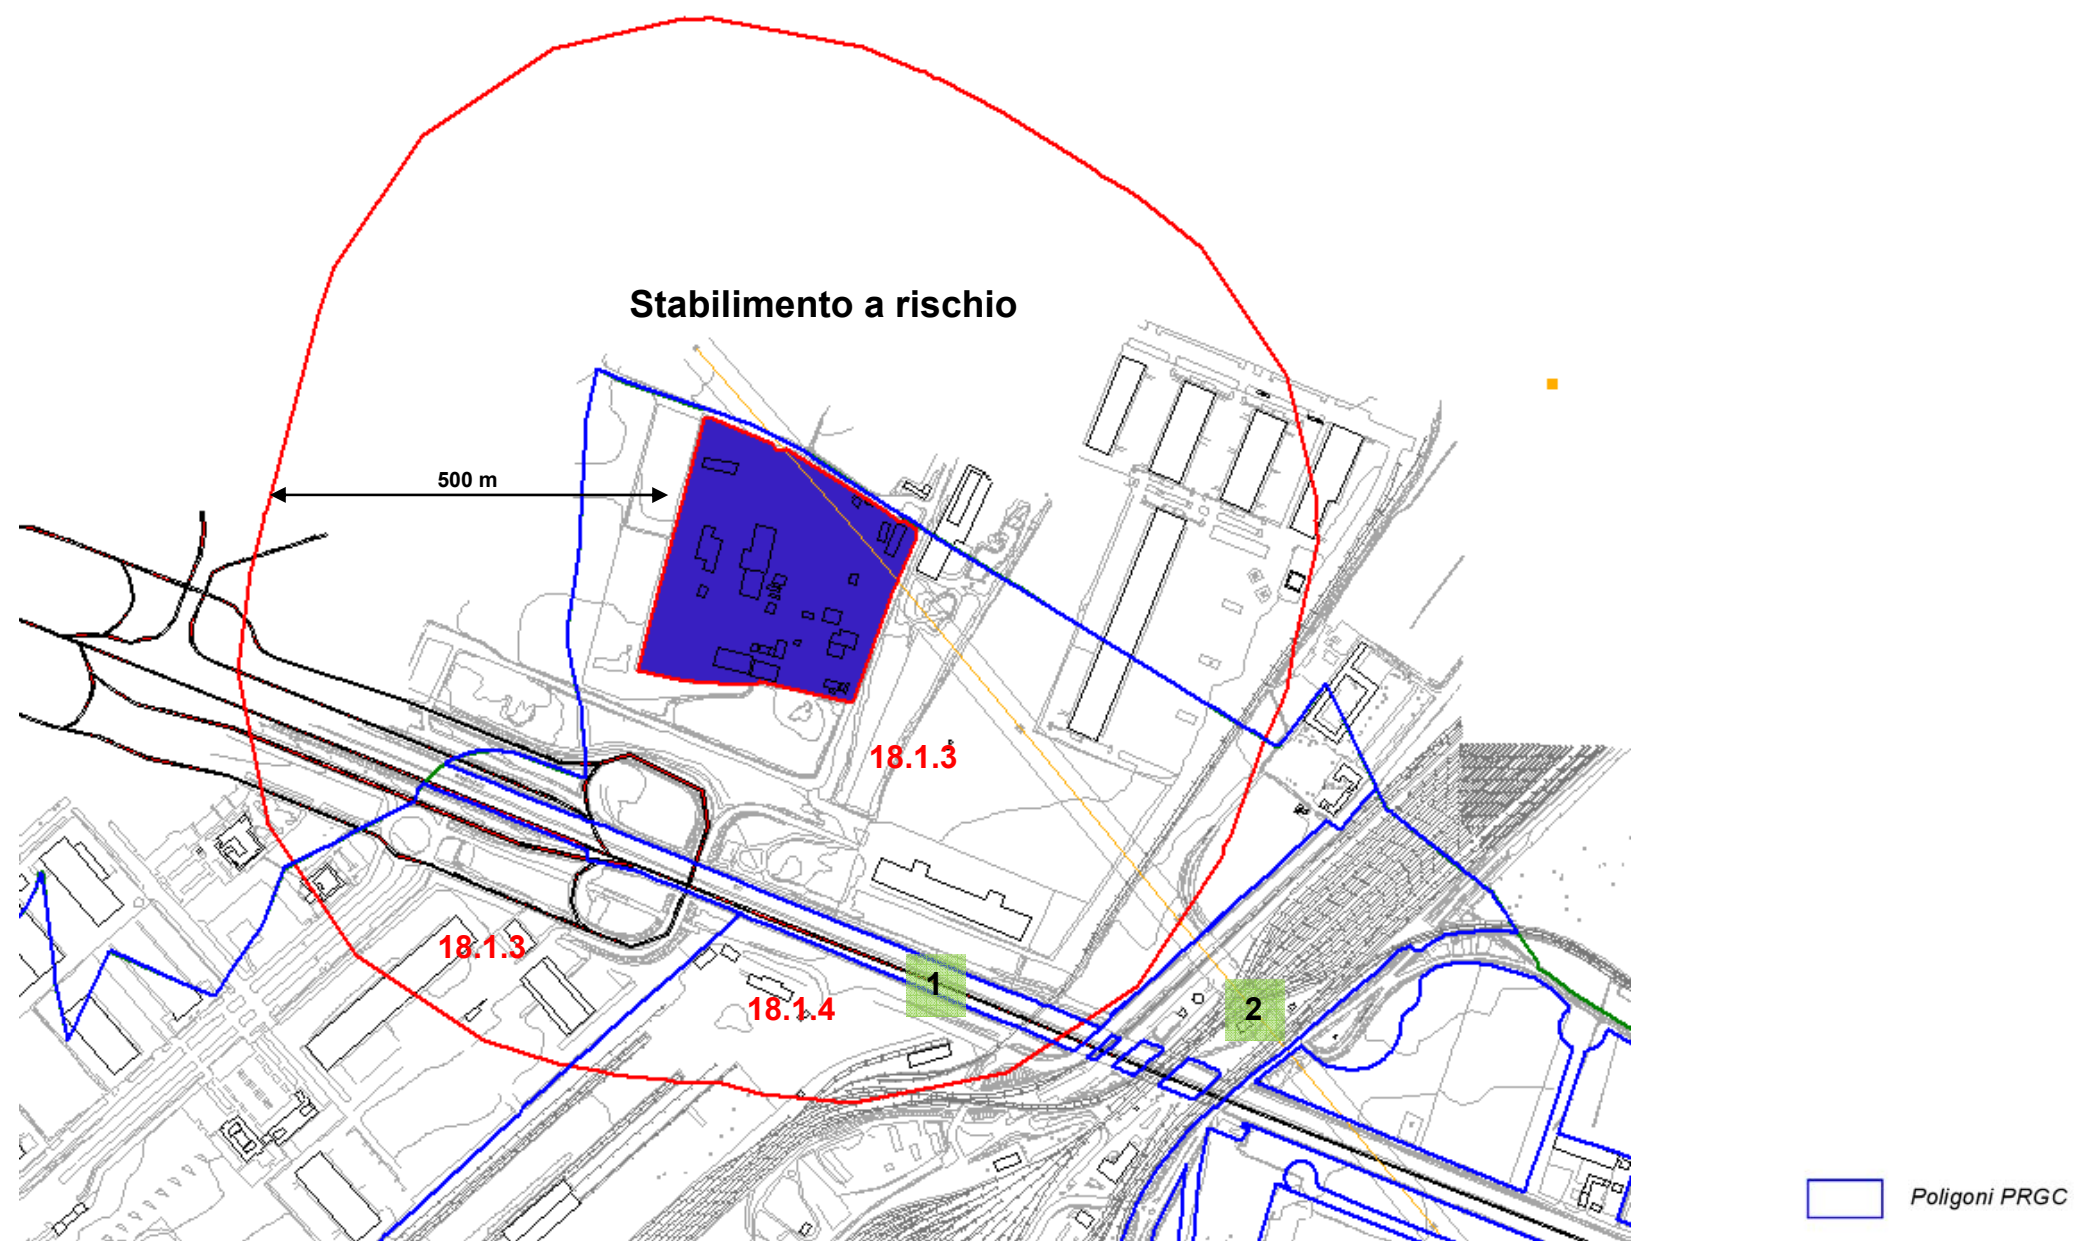 Stabilimento a rischio
500 m
18.1.3
18.1.3
1
18.1.4
2
Poligoni PRGC